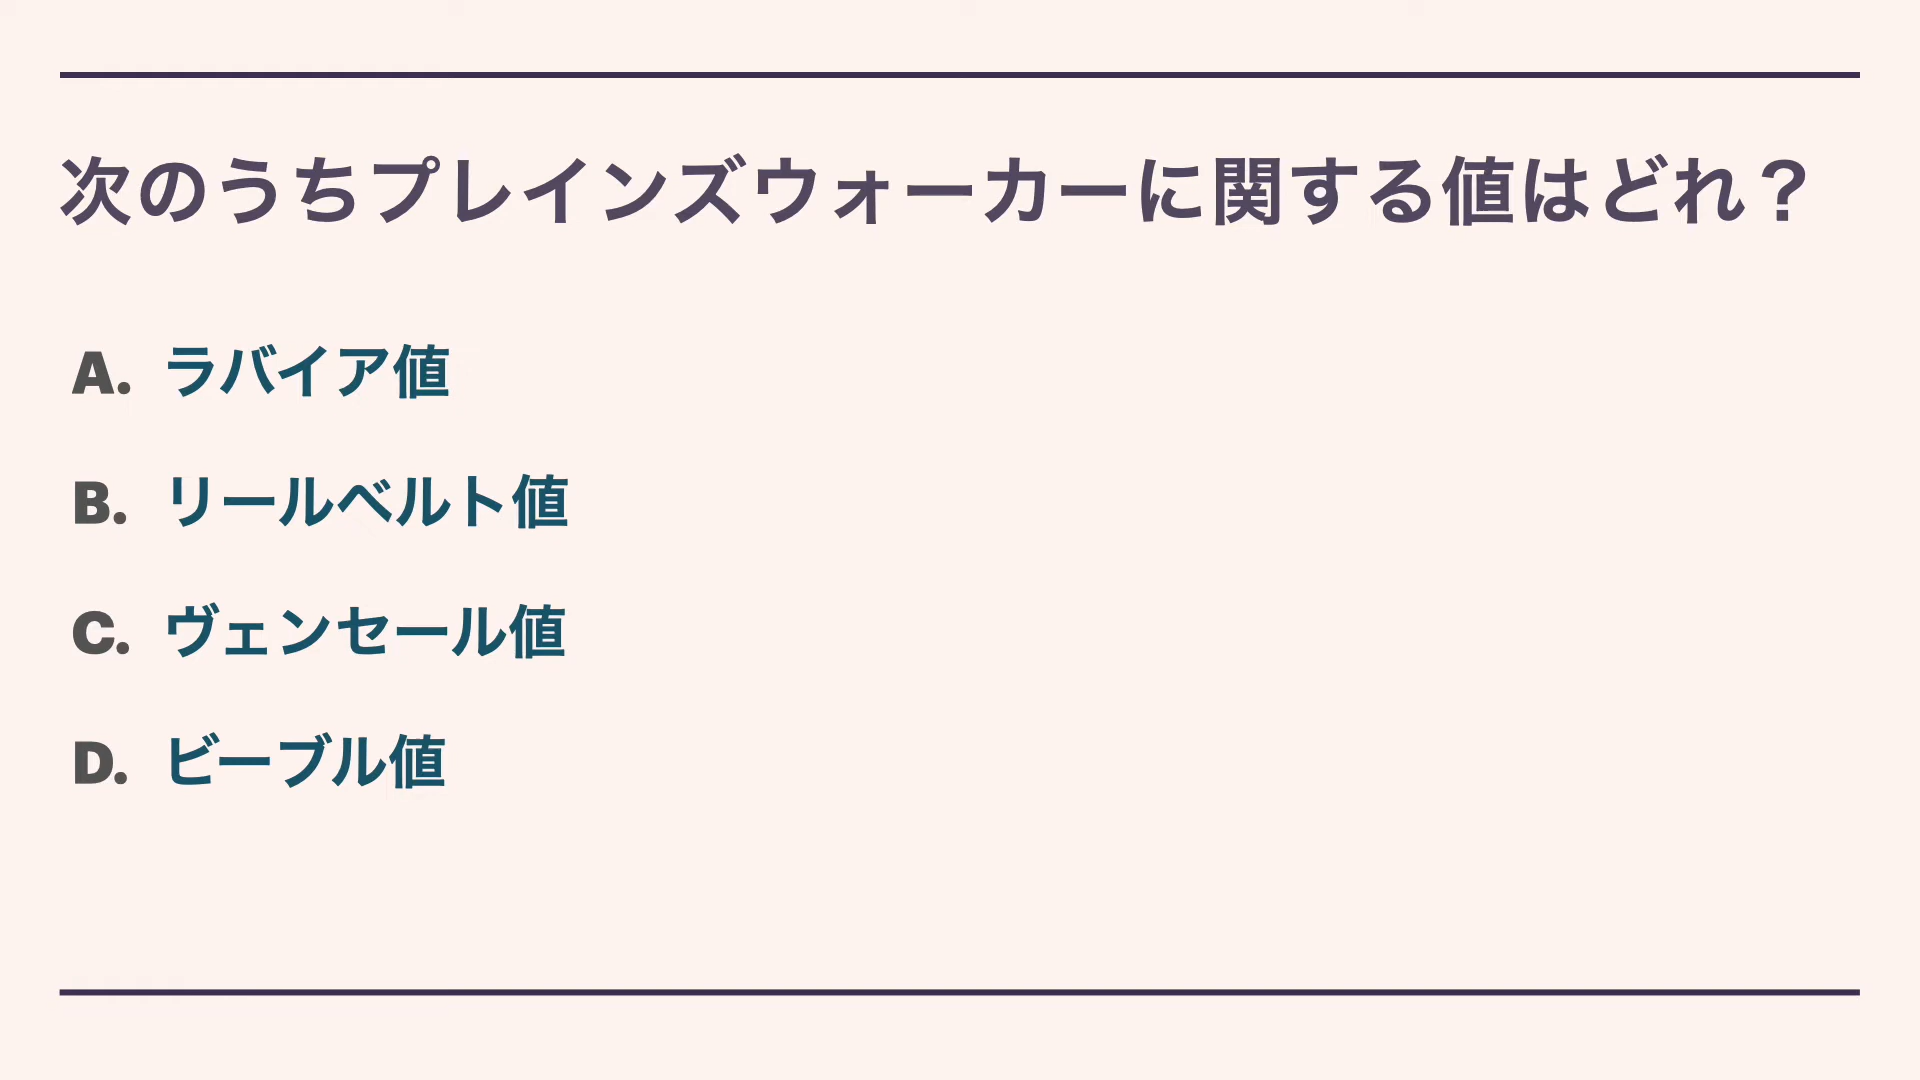 次のうちプレインズウォーカーに関する値はどれ？
A. ラバイア値
B. リールベルト値
C. ヴェンセール値
D. ビーブル値